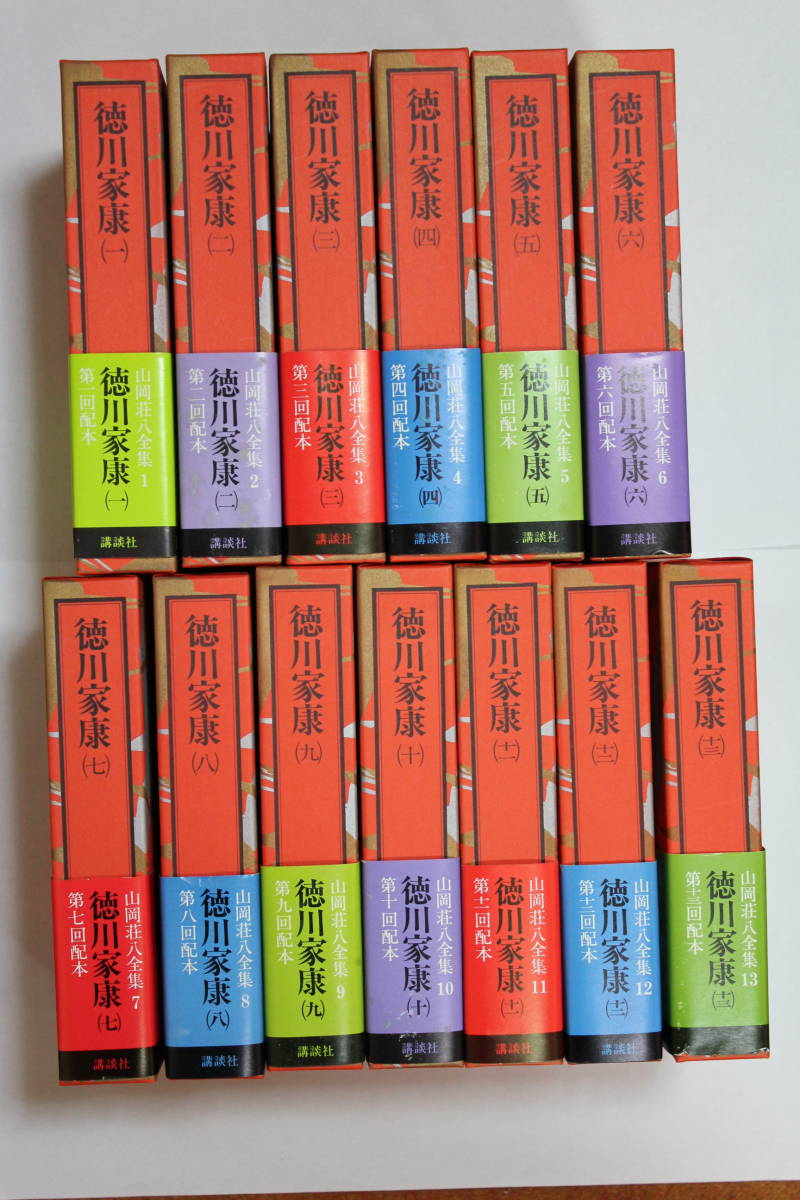 徳川家康(一)
山岡荘八全集 1
徳川家康(一)
第一回配本
講談社
徳川家康(二)
山岡荘八全集 2
徳川家康(二)
第二回配本
講談社
徳川家康(三)
山岡荘八全集 3
徳川家康(三)
第三回配本
講談社
徳川家康(四)
山岡荘八全集 4
徳川家康(四)
第四回配本
講談社
徳川家康(五)
山岡荘八全集 5
徳川家康(五)
第五回配本
講談社
徳川家康(六)
山岡荘八全集 6
徳川家康(六)
第六回配本
講談社
徳川家康(七)
山岡荘八全集 7
徳川家康(七)
第七回配本
講談社
徳川家康(八)
山岡荘八全集 8
徳川家康(八)
第八回配本
講談社
徳川家康(九)
山岡荘八全集 9
徳川家康(九)
第九回配本
講談社
徳川家康(十)
山岡荘八全集 10
徳川家康(十)
第十回配本
講談社
徳川家康(十一)
山岡荘八全集 11
徳川家康(十一)
第十一回配本
講談社
徳川家康(十二)
山岡荘八全集 12
徳川家康(十二)
第十二回配本
講談社
徳川家康(十三)
山岡荘八全集 13
徳川家康(十三)
第十三回配本
講談社